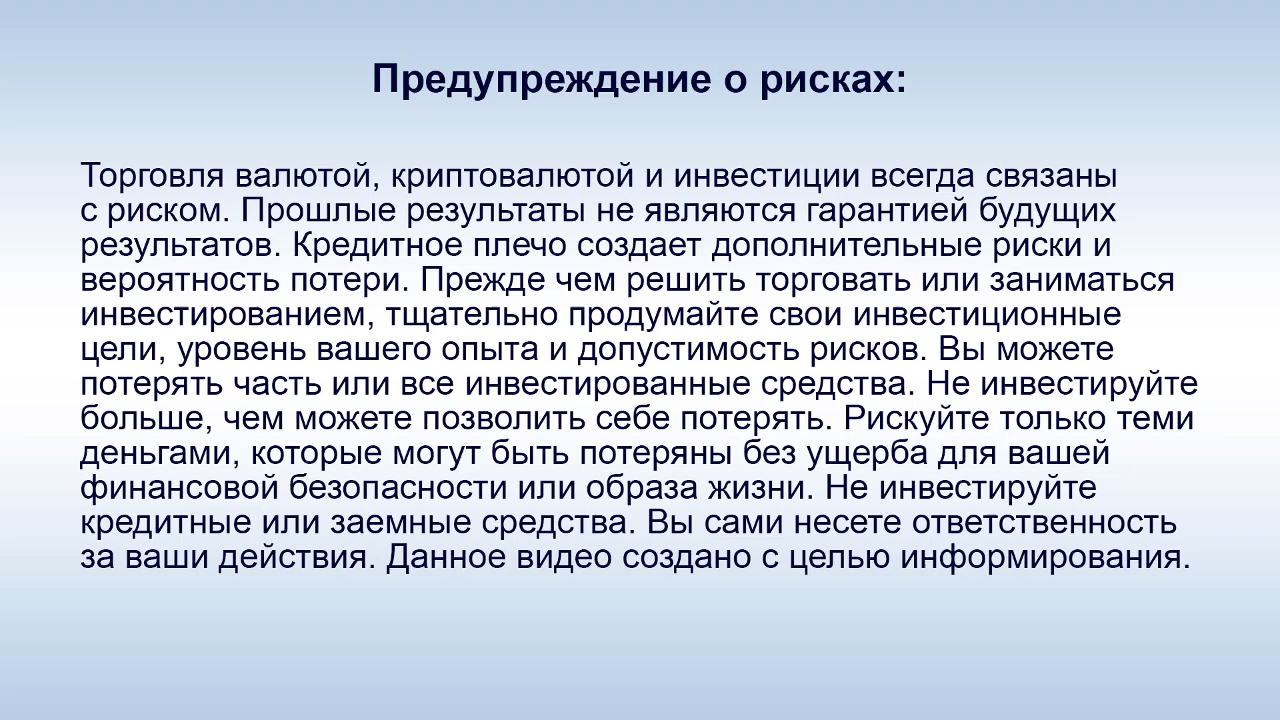 Предупреждение о рисках:
Торговля валютой, криптовалютой и инвестиции всегда связаны
с риском. Прошлые результаты не являются гарантией будущих
результатов. Кредитное плечо создает дополнительные риски и
вероятность потери. Прежде чем решить торговать или заниматься
инвестированием, тщательно продумайте свои инвестиционные
цели, уровень вашего опыта и допустимость рисков. Вы можете
потерять часть или все инвестированные средства. Не инвестируйте
больше, чем можете позволить себе потерять. Рискуйте только теми
деньгами, которые могут быть потеряны без ущерба для вашей
финансовой безопасности или образа жизни. Не инвестируйте
кредитные или заемные средства. Вы сами несете ответственность
за ваши действия. Данное видео создано с целью информирования.